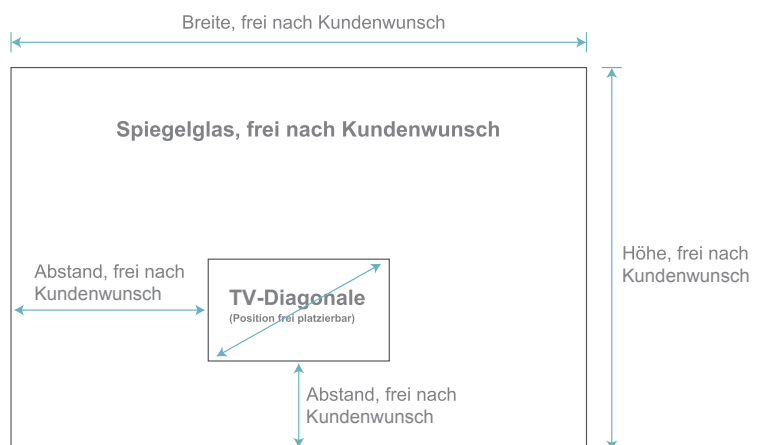 Breite, frei nach Kundenwunsch
Spiegelglas, frei nach Kundenwunsch
Höhe, frei nach
Kundenwunsch
Abstand, frei nach
Kundenwunsch
TV-Diagonale
(Position frei platzierbar)
Abstand, frei nach
Kundenwunsch